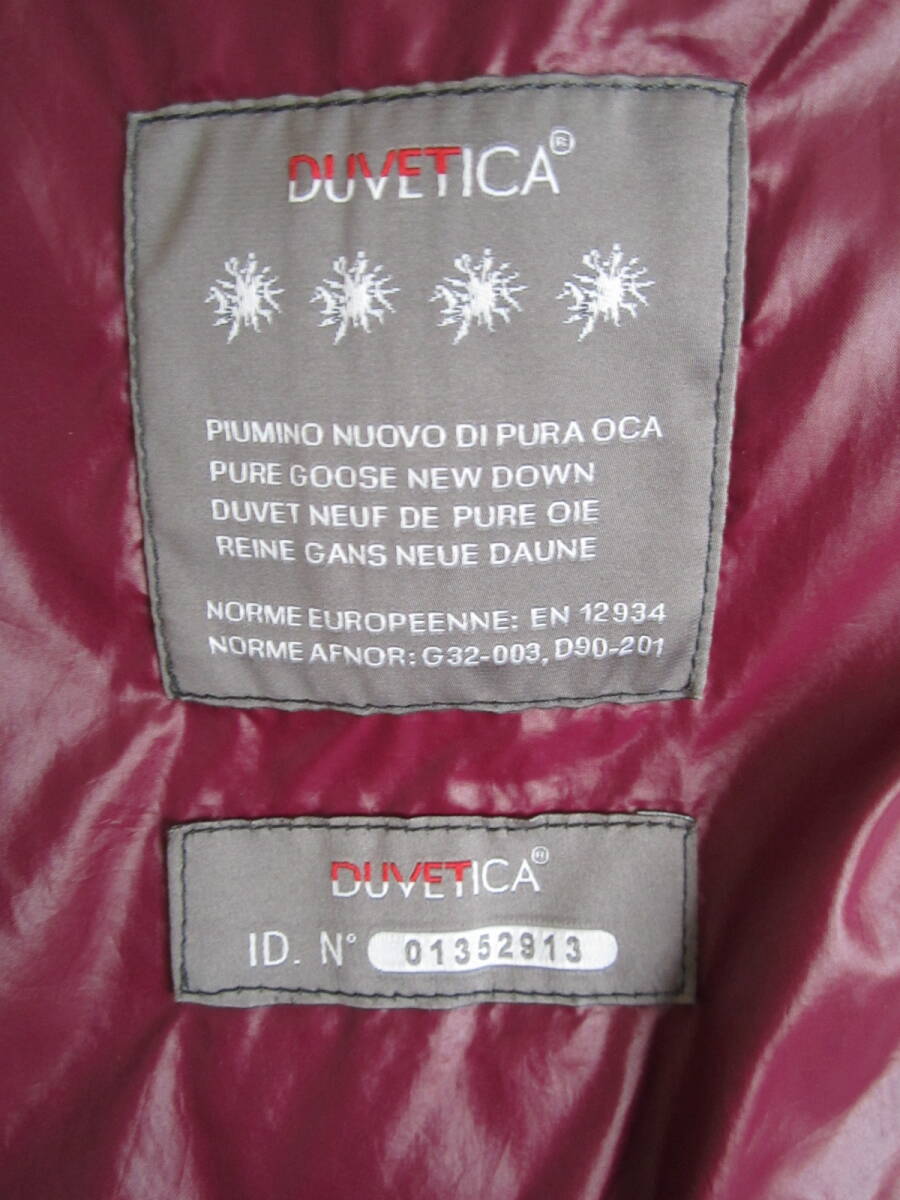 DUVETICA®
PIUMINO NUOVO DI PURA OCA
PURE GOOSE NEW DOWN
DUVET NEUF DE PURE OIE
REINE GANS NEUE DAUNE
NORME EUROPEENNE: EN 12934
NORME AFNOR: G32-003, D90-201
DUVETICA®
ID. N° 01352913